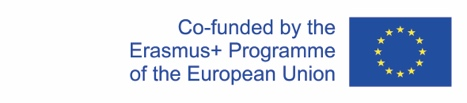 Co-funded by the
Erasmus+ Programme
of the European Union